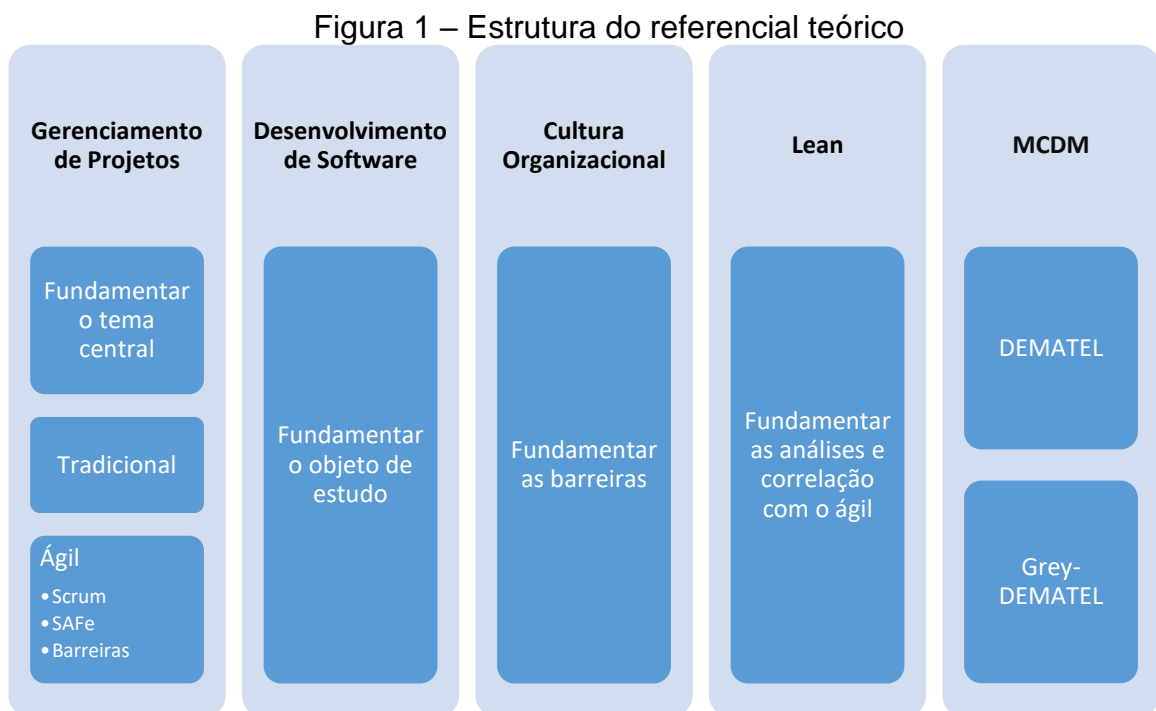 Figura 1 – Estrutura do referencial teórico
Gerenciamento
de Projetos
Fundamentar
o tema
central
Tradicional
Ágil
•Scrum
•SAFe
•Barreiras
Desenvolvimento
de Software
Fundamentar
o objeto de
estudo
Cultura
Organizacional
Fundamentar
as barreiras
Lean
Fundamentar
as análises e
correlação
com o ágil
MCDM
DEMATEL
Grey-
DEMATEL